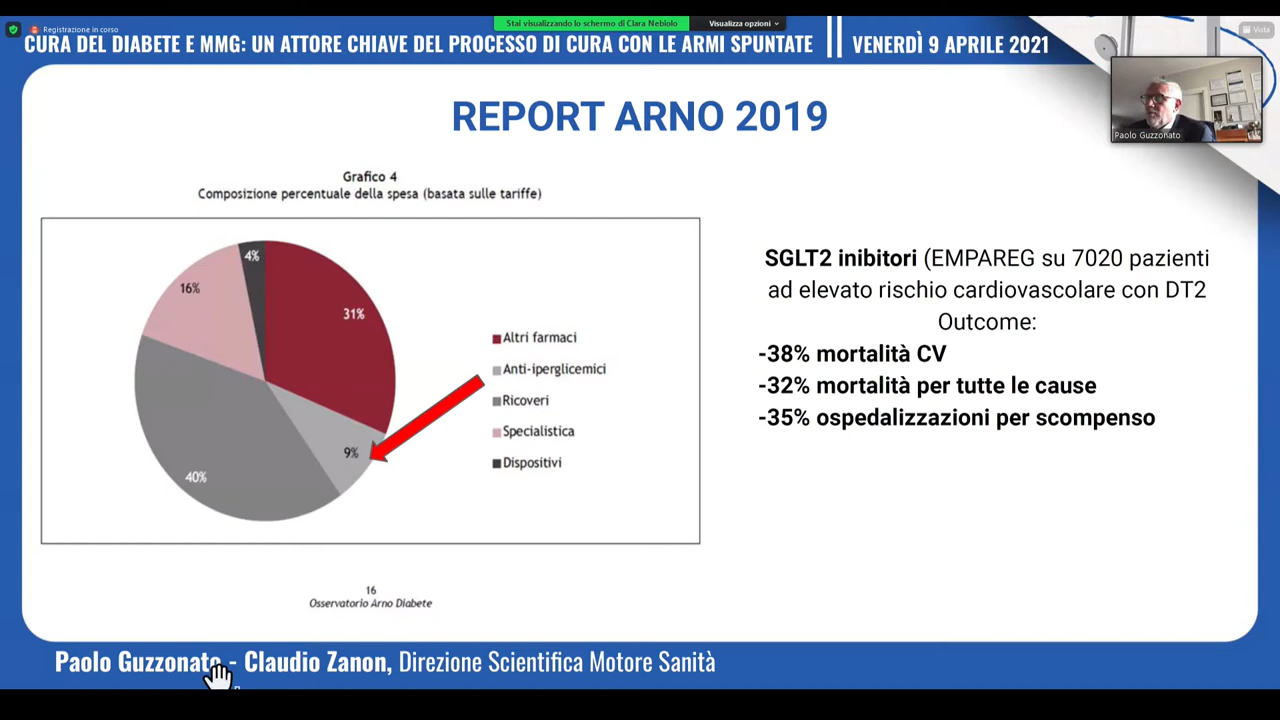 Stai visualizzando lo schermo di Clara Nebiolo
Visualizza opzioni
Registrazione in corso
Vista
CURA DEL DIABETE E MMG: UN ATTORE CHIAVE DEL PROCESSO DI CURA CON LE ARMI SPUNTATE
VENERDÌ 9 APRILE 2021
Paolo Guzzonato
REPORT ARNO 2019
Grafico 4
Composizione percentuale della spesa (basata sulle tariffe)
4%
16%
31%
9%
40%
Altri farmaci
Anti-iperglicemici
Ricoveri
Specialistica
Dispositivi
16
Osservatorio Arno Diabete
SGLT2 inibitori (EMPAREG su 7020 pazienti
ad elevato rischio cardiovascolare con DT2
Outcome:
-38% mortalità CV
-32% mortalità per tutte le cause
-35% ospedalizzazioni per scompenso
Paolo Guzzonato - Claudio Zanon, Direzione Scientifica Motore Sanità